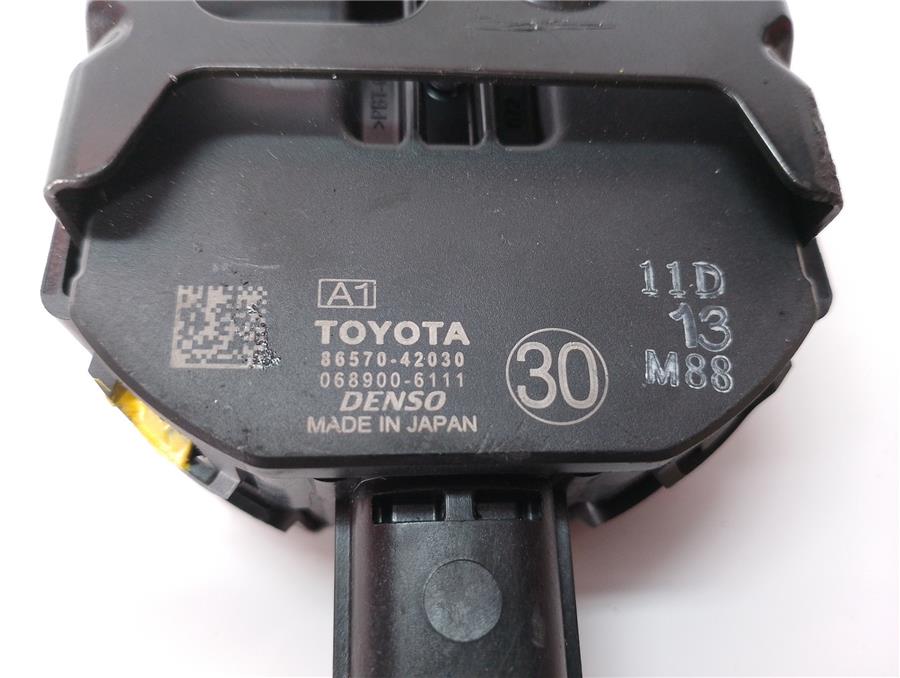 A1
TOYOTA
86570-42030
068900-6111
DENSO
MADE IN JAPAN
30
11D
13
M88